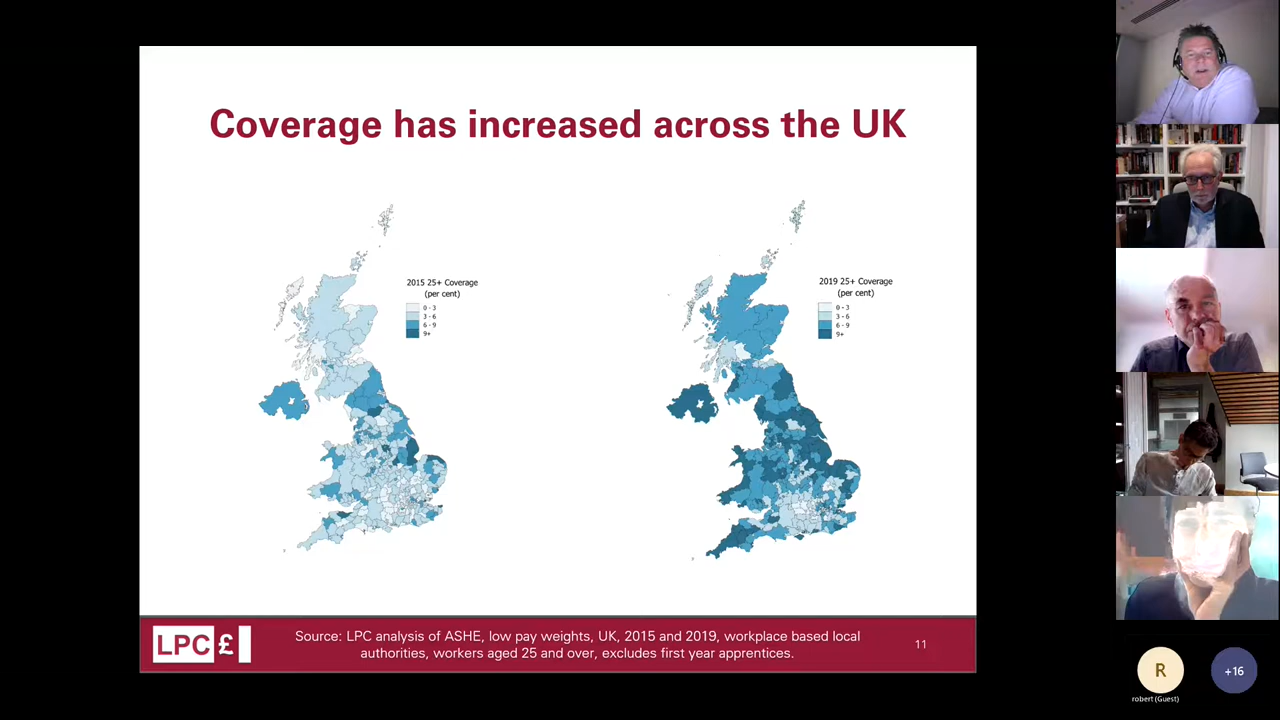 Coverage has increased across the UK
2015 25+ Coverage
(per cent)
0 - 3
3 - 6
6 - 9
9+
2019 25+ Coverage
(per cent)
0 - 3
3 - 6
6 - 9
9+
LPC £
Source: LPC analysis of ASHE, low pay weights, UK, 2015 and 2019, workplace based local
authorities, workers aged 25 and over, excludes first year apprentices.
11
R
robert (Guest)
+16